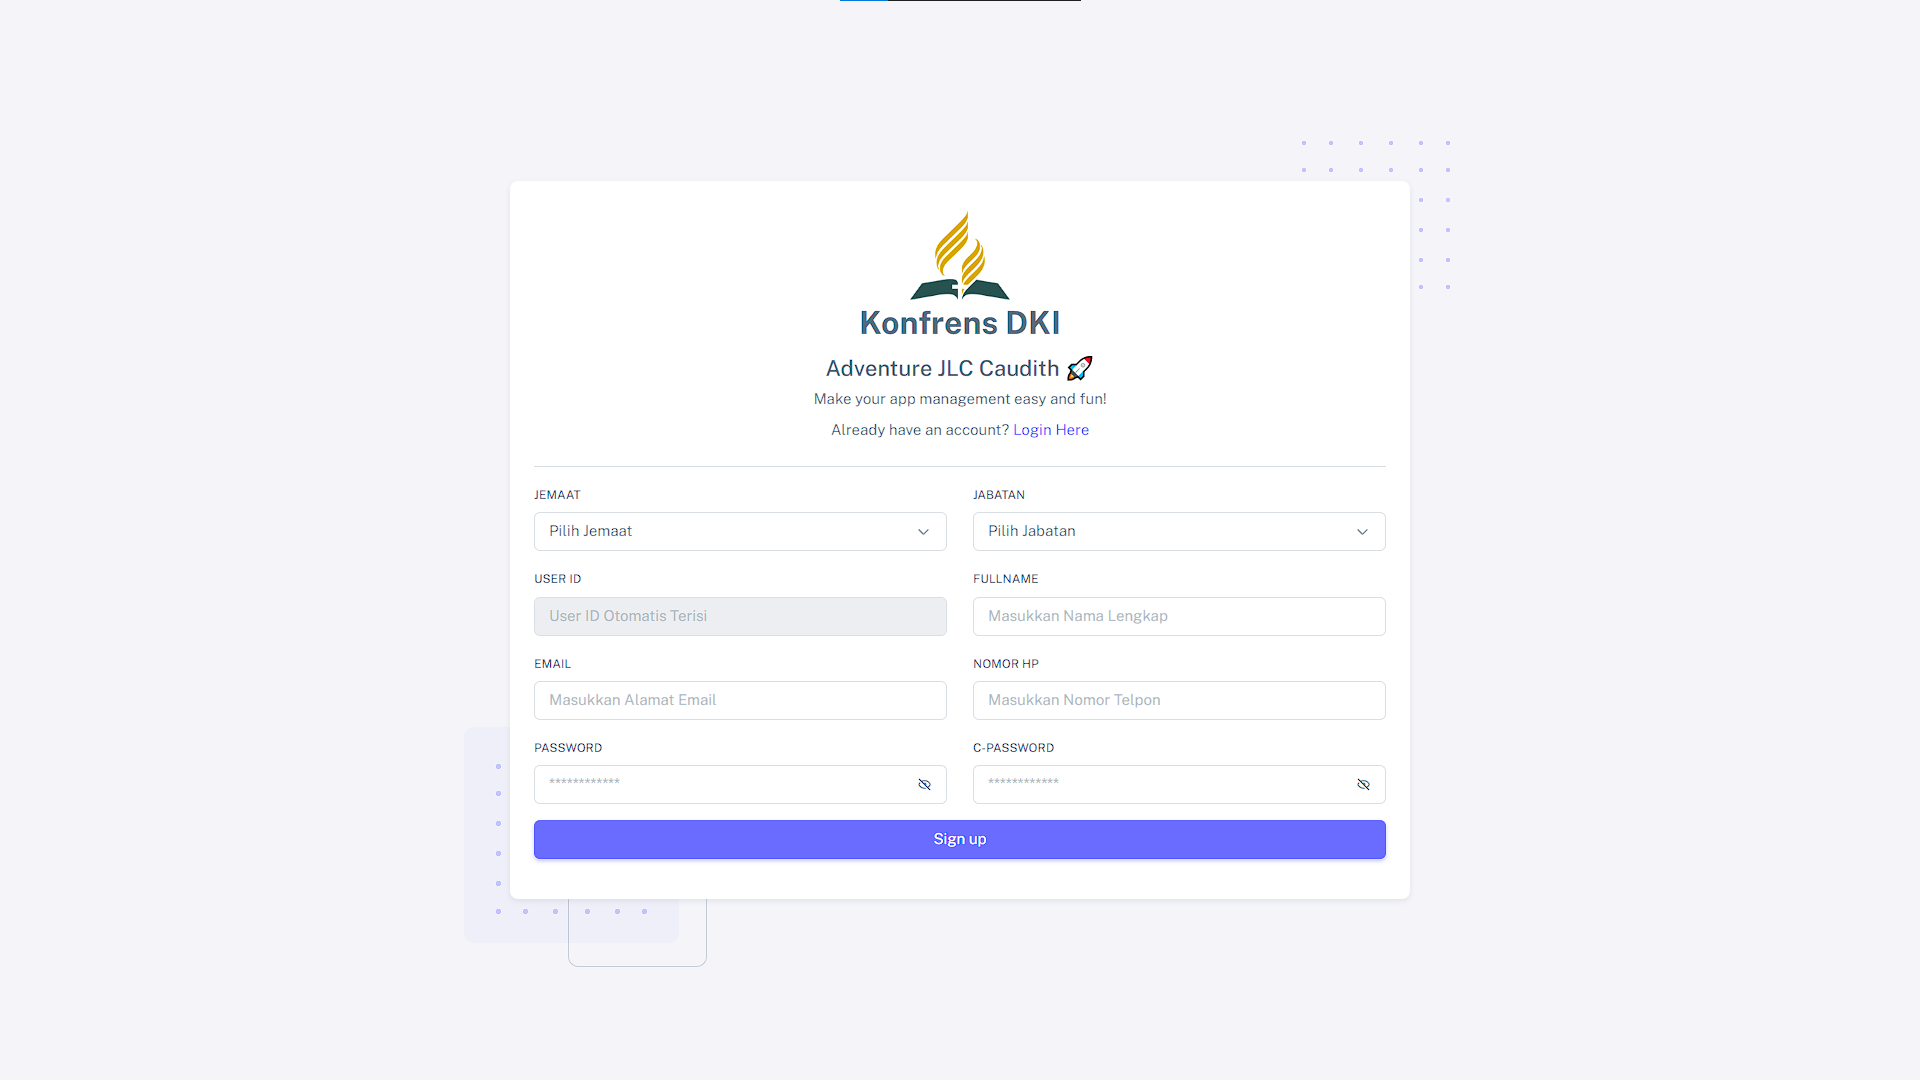 Konfrens DKI
Adventure JLC Caudith 🚀
Make your app management easy and fun!
Already have an account? Login Here
JEMAAT
Pilih Jemaat
JABATAN
Pilih Jabatan
USER ID
User ID Otomatis Terisi
FULLNAME
Masukkan Nama Lengkap
EMAIL
Masukkan Alamat Email
NOMOR HP
Masukkan Nomor Telpon
PASSWORD
************
C-PASSWORD
************
Sign up